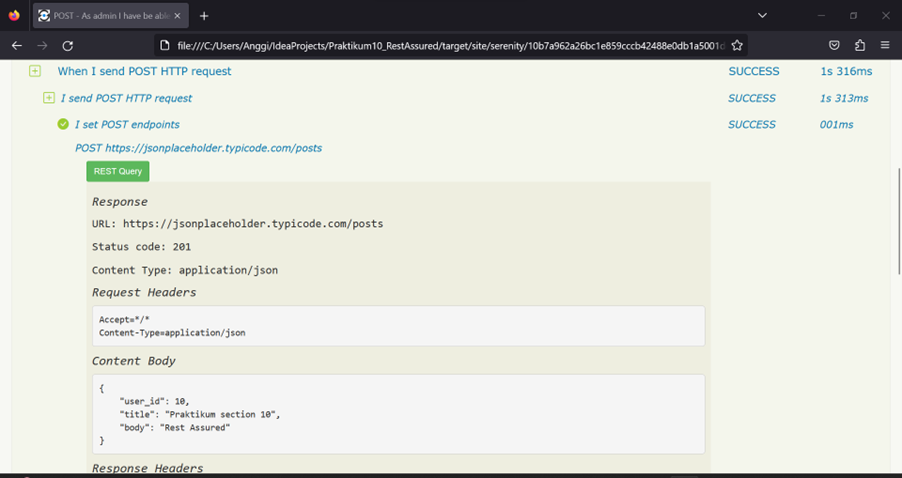 POST - As admin I have be able
file:///C:/Users/Anggi/IdeaProjects/Praktikum10_RestAssured/target/site/serenity/10b7a962a26bc1e859cccb42488e0db1a5001d
When I send POST HTTP request SUCCESS 1s 316ms
I send POST HTTP request SUCCESS 1s 313ms
I set POST endpoints SUCCESS 001ms
POST https://jsonplaceholder.typicode.com/posts
REST Query
Response
URL: https://jsonplaceholder.typicode.com/posts
Status code: 201
Content Type: application/json
Request Headers
Accept=*/*
Content-Type=application/json
Content Body
{
    "user_id": 10,
    "title": "Praktikum section 10",
    "body": "Rest Assured"
}
Response Headers